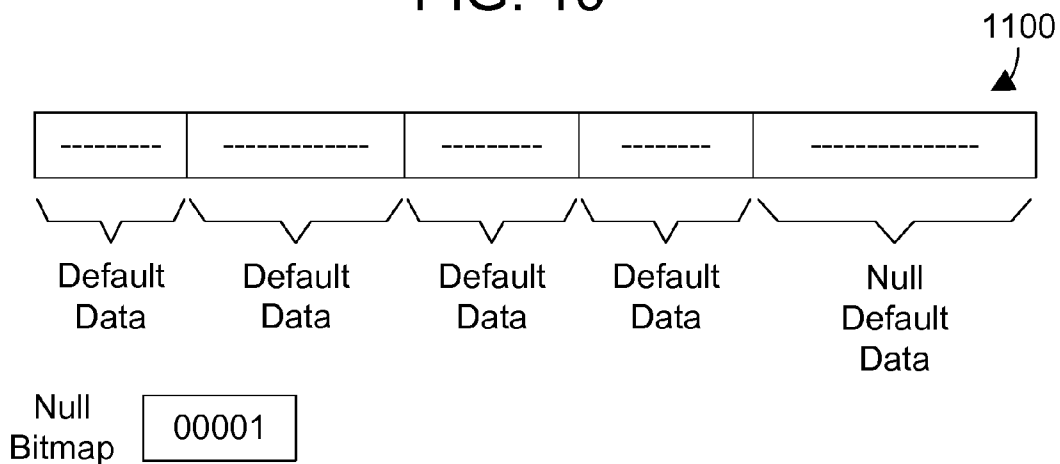 FIG. 10
1100
Default
Data
Default
Data
Default
Data
Default
Data
Null
Default
Data
Null
Bitmap
00001